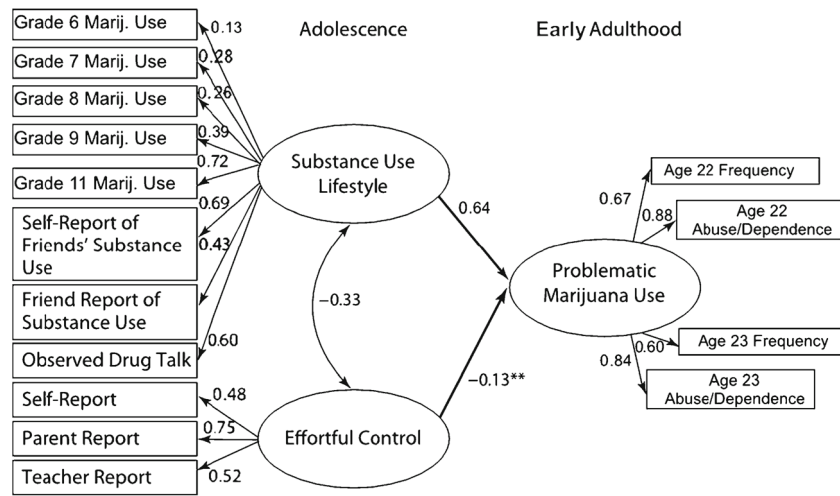 Adolescence
Early Adulthood
Grade 6 Marij. Use
0.13
Grade 7 Marij. Use
0.28
Grade 8 Marij. Use
0.26
Grade 9 Marij. Use
0.39
Grade 11 Marij. Use
0.72
Self-Report of
Friends’ Substance
Use
0.69
Friend Report of
Substance Use
0.43
Observed Drug Talk
0.60
Self-Report
0.48
Parent Report
0.75
Teacher Report
0.52
Substance Use
Lifestyle
−0.33
Effortful Control
0.64
−0.13**
Problematic
Marijuana Use
0.67
Age 22 Frequency
0.88
Age 22
Abuse/Dependence
0.60
Age 23 Frequency
0.84
Age 23
Abuse/Dependence